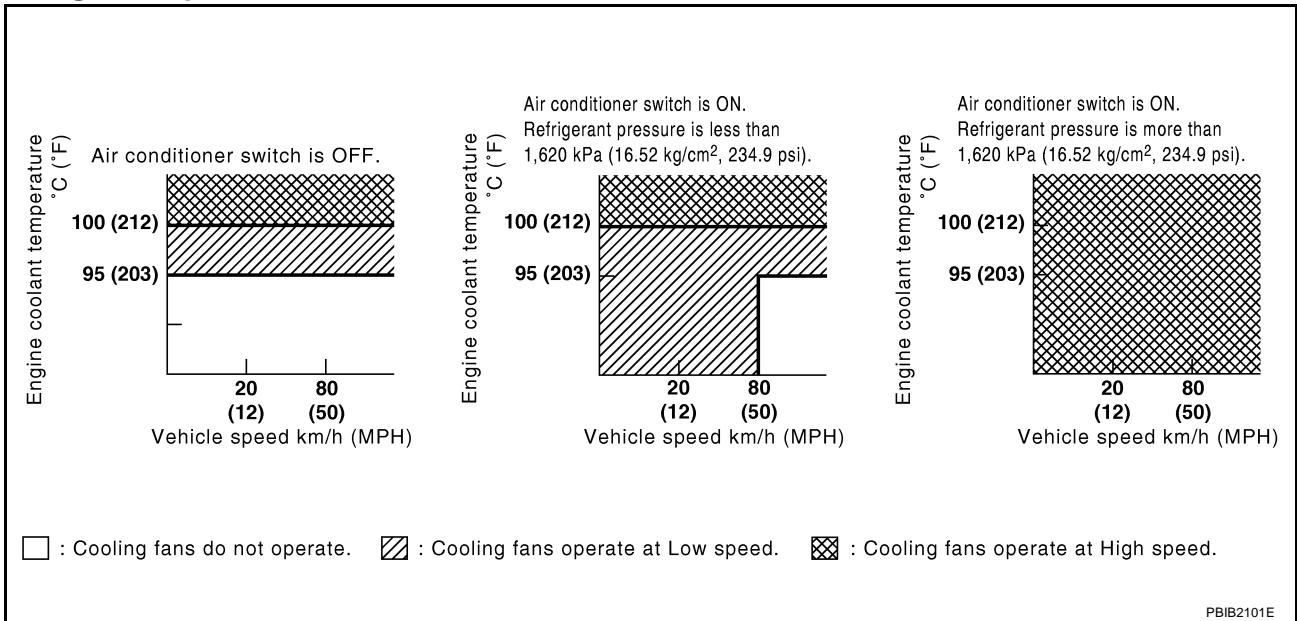 Engine coolant temperature
°C (°F)
Air conditioner switch is OFF.
100 (212)
95 (203)
20
(12)
80
(50)
Vehicle speed km/h (MPH)
Engine coolant temperature
°C (°F)
Air conditioner switch is ON.
Refrigerant pressure is less than
1,620 kPa (16.52 kg/cm², 234.9 psi).
100 (212)
95 (203)
20
(12)
80
(50)
Vehicle speed km/h (MPH)
Engine coolant temperature
°C (°F)
Air conditioner switch is ON.
Refrigerant pressure is more than
1,620 kPa (16.52 kg/cm², 234.9 psi).
100 (212)
95 (203)
20
(12)
80
(50)
Vehicle speed km/h (MPH)
: Cooling fans do not operate.
: Cooling fans operate at Low speed.
: Cooling fans operate at High speed.
PBIB2101E